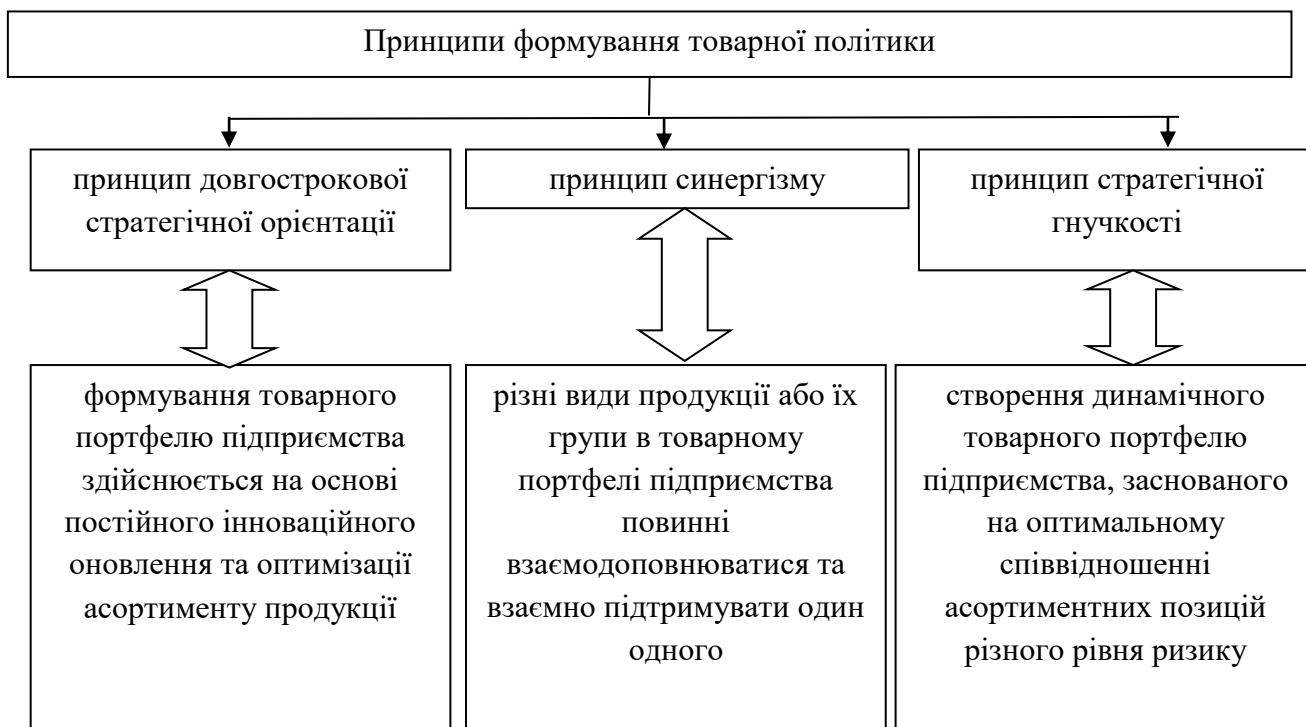 Принципи формування товарної політики
принцип довгострокової
стратегічної орієнтації
принцип синергізму
принцип стратегічної
гнучкості
формування товарного
портфелю підприємства
здійснюється на основі
постійного інноваційного
оновлення та оптимізації
асортименту продукції
різні види продукції або їх
групи в товарному
портфелі підприємства
повинні
взаємодоповнюватися та
взаємно підтримувати один
одного
створення динамічного
товарного портфелю
підприємства, заснованого
на оптимальному
співвідношенні
асортиментних позицій
різного рівня ризику